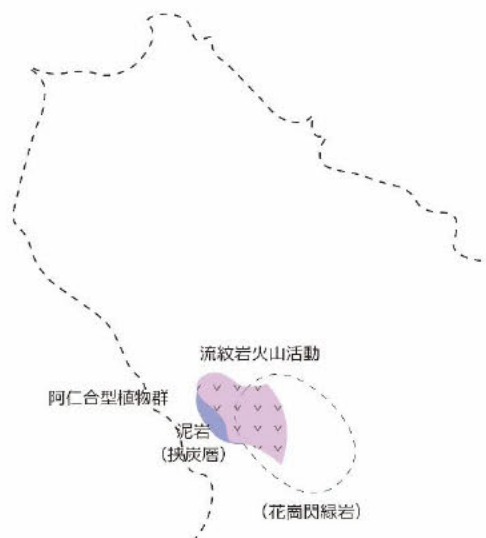 流紋岩火山活動
阿仁合型植物群
泥岩
（挟炭層）
（花崗閃緑岩）